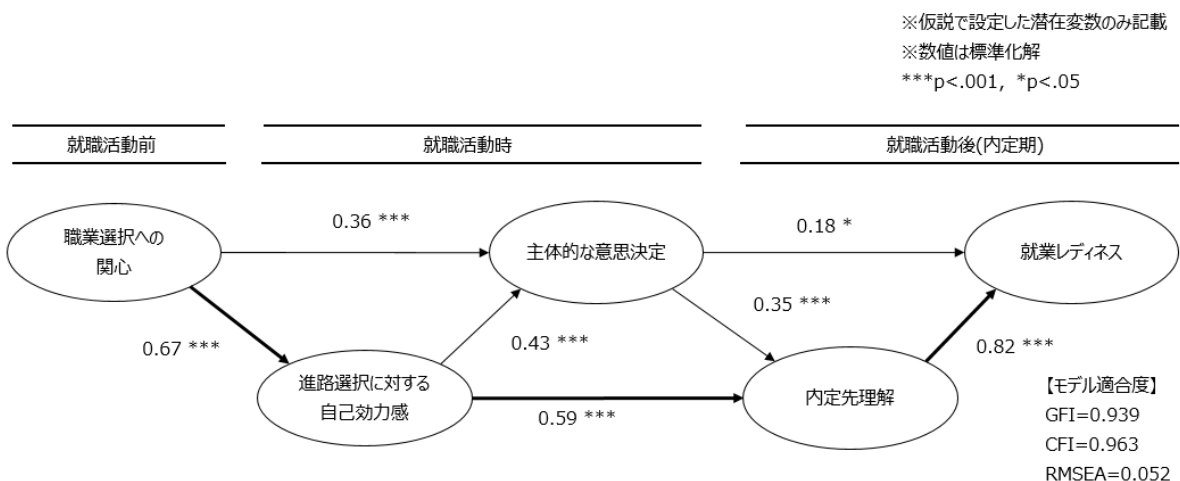 ※仮説で設定した潜在変数のみ記載
※数値は標準化解
***p<.001, *p<.05
就職活動前
就職活動時
就職活動後(内定期)
職業選択への
関心
0.36 ***
主体的な意思決定
0.18 *
就業レディネス
0.67 ***
0.43 ***
0.35 ***
0.82 ***
進路選択に対する
自己効力感
0.59 ***
内定先理解
【モデル適合度】
GFI=0.939
CFI=0.963
RMSEA=0.052